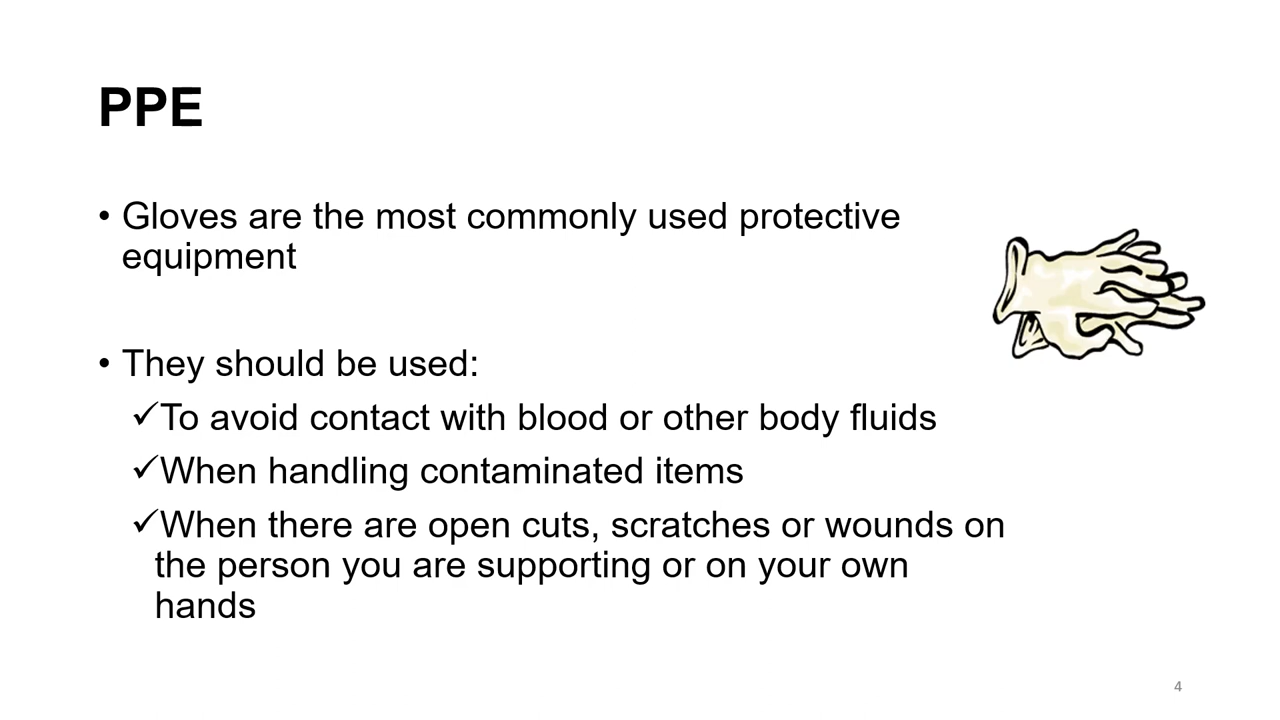 PPE
• Gloves are the most commonly used protective
equipment
• They should be used:
✓To avoid contact with blood or other body fluids
✓When handling contaminated items
✓When there are open cuts, scratches or wounds on
the person you are supporting or on your own
hands
4